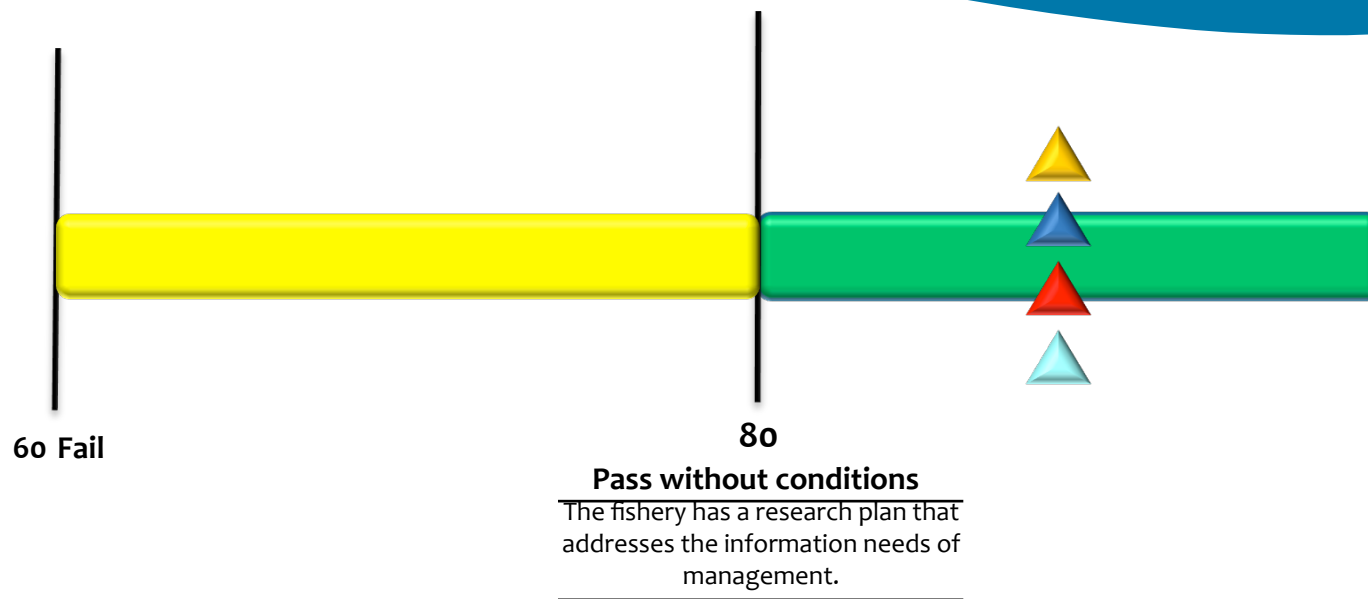 60 Fail
80
Pass without conditions
The fishery has a research plan that
addresses the information needs of
management.